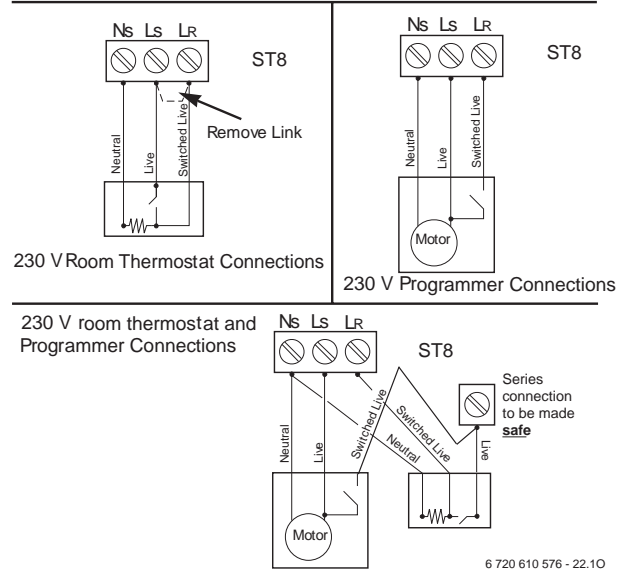 Ns Ls LR
ST8
Remove Link
Neutral
Live
Switched Live
230 V Room Thermostat Connections
Ns Ls LR
ST8
Neutral
Live
Switched Live
Motor
230 V Programmer Connections
230 V room thermostat and
Programmer Connections
Ns Ls LR
ST8
Series
connection
to be made
safe
Neutral
Live
Switched Live
Switched Live
Neutral
Live
Motor
6 720 610 576 - 22.1O